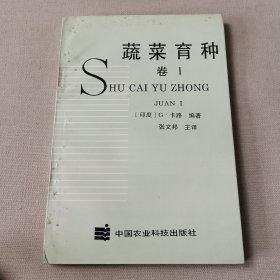 蔬菜育种
卷 I
SHU CAI YU ZHONG
JUAN I
〔印度〕G·卡洛 编著
张文邦 主译
中国农业科技出版社